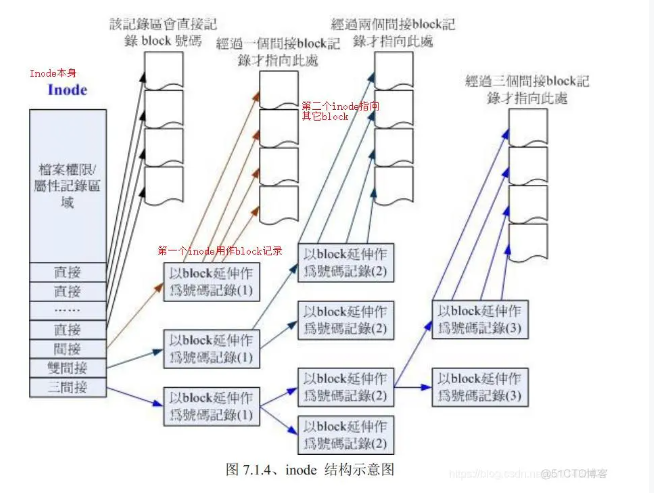 該記錄區會直接記
錄 block 號碼
經過一個間接block記
錄才指向此處
經過兩個間接block記
錄才指向此處
經過三個間接block記
錄才指向此處
Inode本身
Inode
第二个inode指向
其它block
檔案權限/
屬性記錄區
域
第一个inode用作block记录
直接
直接
……
直接
間接
雙間接
三間接
以block延伸作
為號碼記錄(1)
以block延伸作
為號碼記錄(2)
以block延伸作
為號碼記錄(1)
以block延伸作
為號碼記錄(2)
以block延伸作
為號碼記錄(3)
以block延伸作
為號碼記錄(1)
以block延伸作
為號碼記錄(2)
以block延伸作
為號碼記錄(3)
以block延伸作
為號碼記錄(2)
图 7.1.4、inode 結构示意图
@51CTO博客